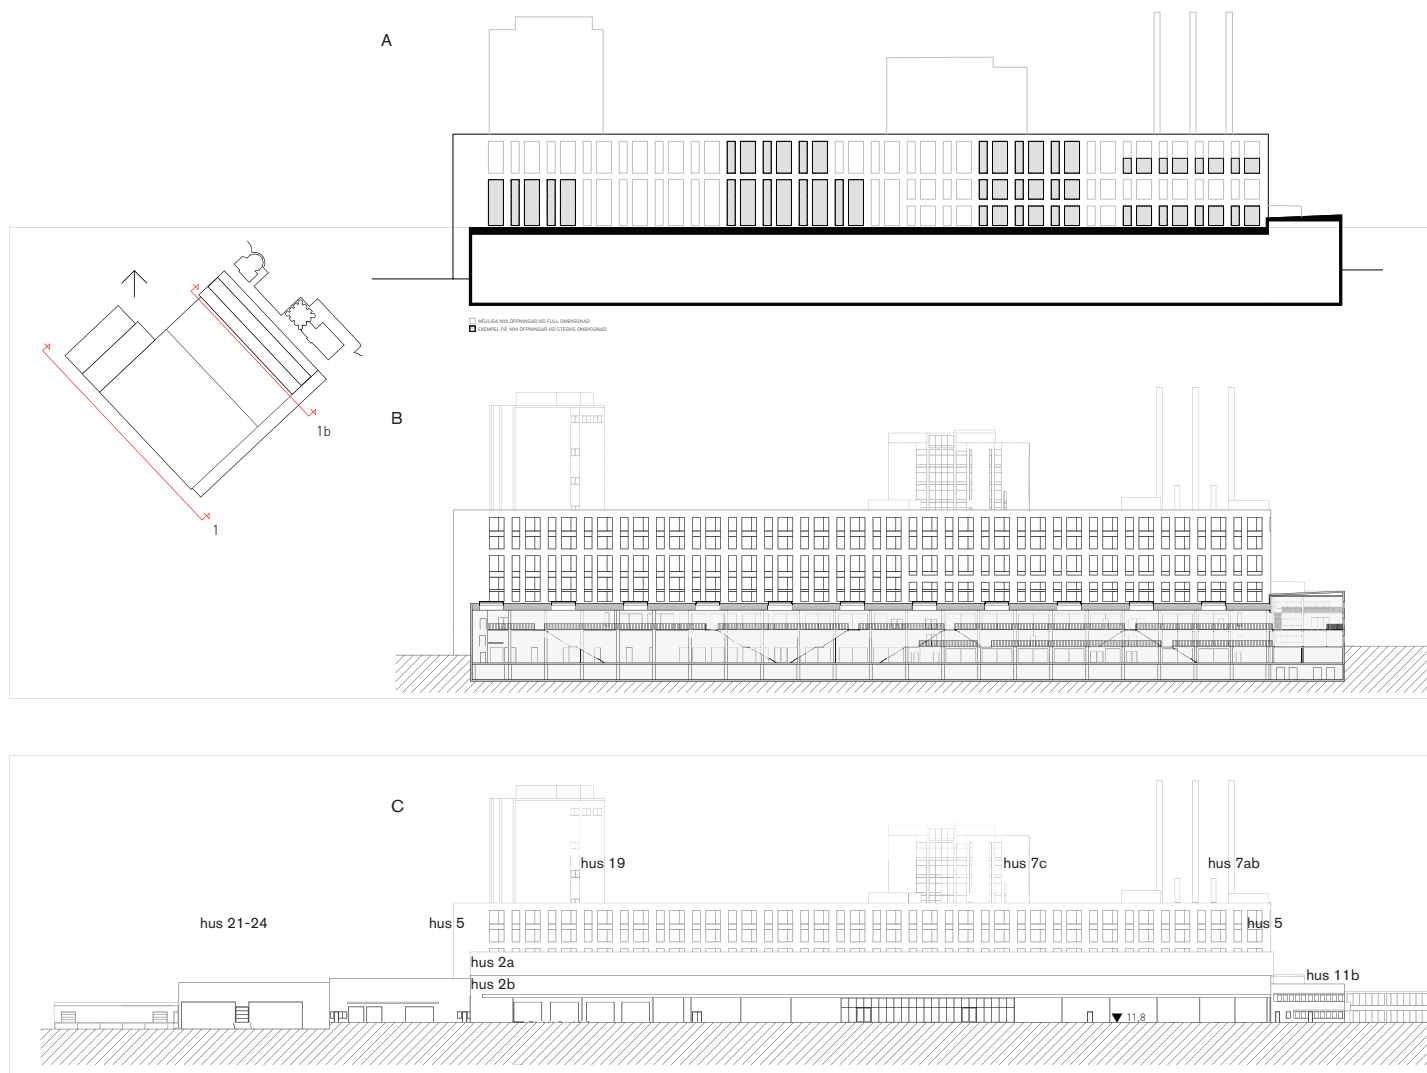 A
MÖJLIGA NYA ÖPPNINGAR VID FULL OMBYGGNAD
EXEMPEL PÅ NYA ÖPPNINGAR VID STEGVIS OMBYGGNAD
1b
1
B
C
hus 19
hus 7c
hus 7ab
hus 21-24
hus 5
hus 5
hus 2a
hus 11b
hus 2b
11,8